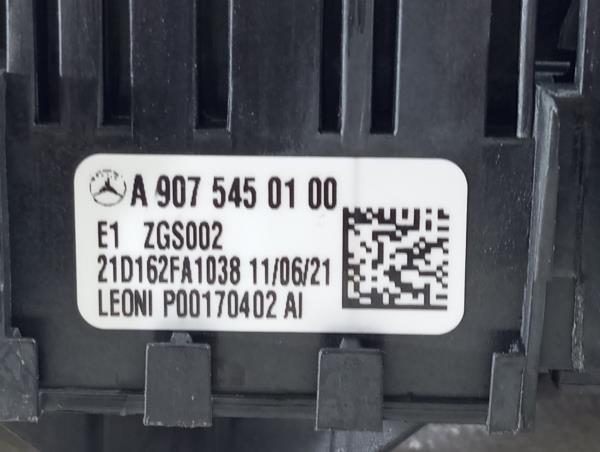 A 907 545 01 00
E1 ZGS002
21D162FA1038 11/06/21
LEONI P00170402 AI